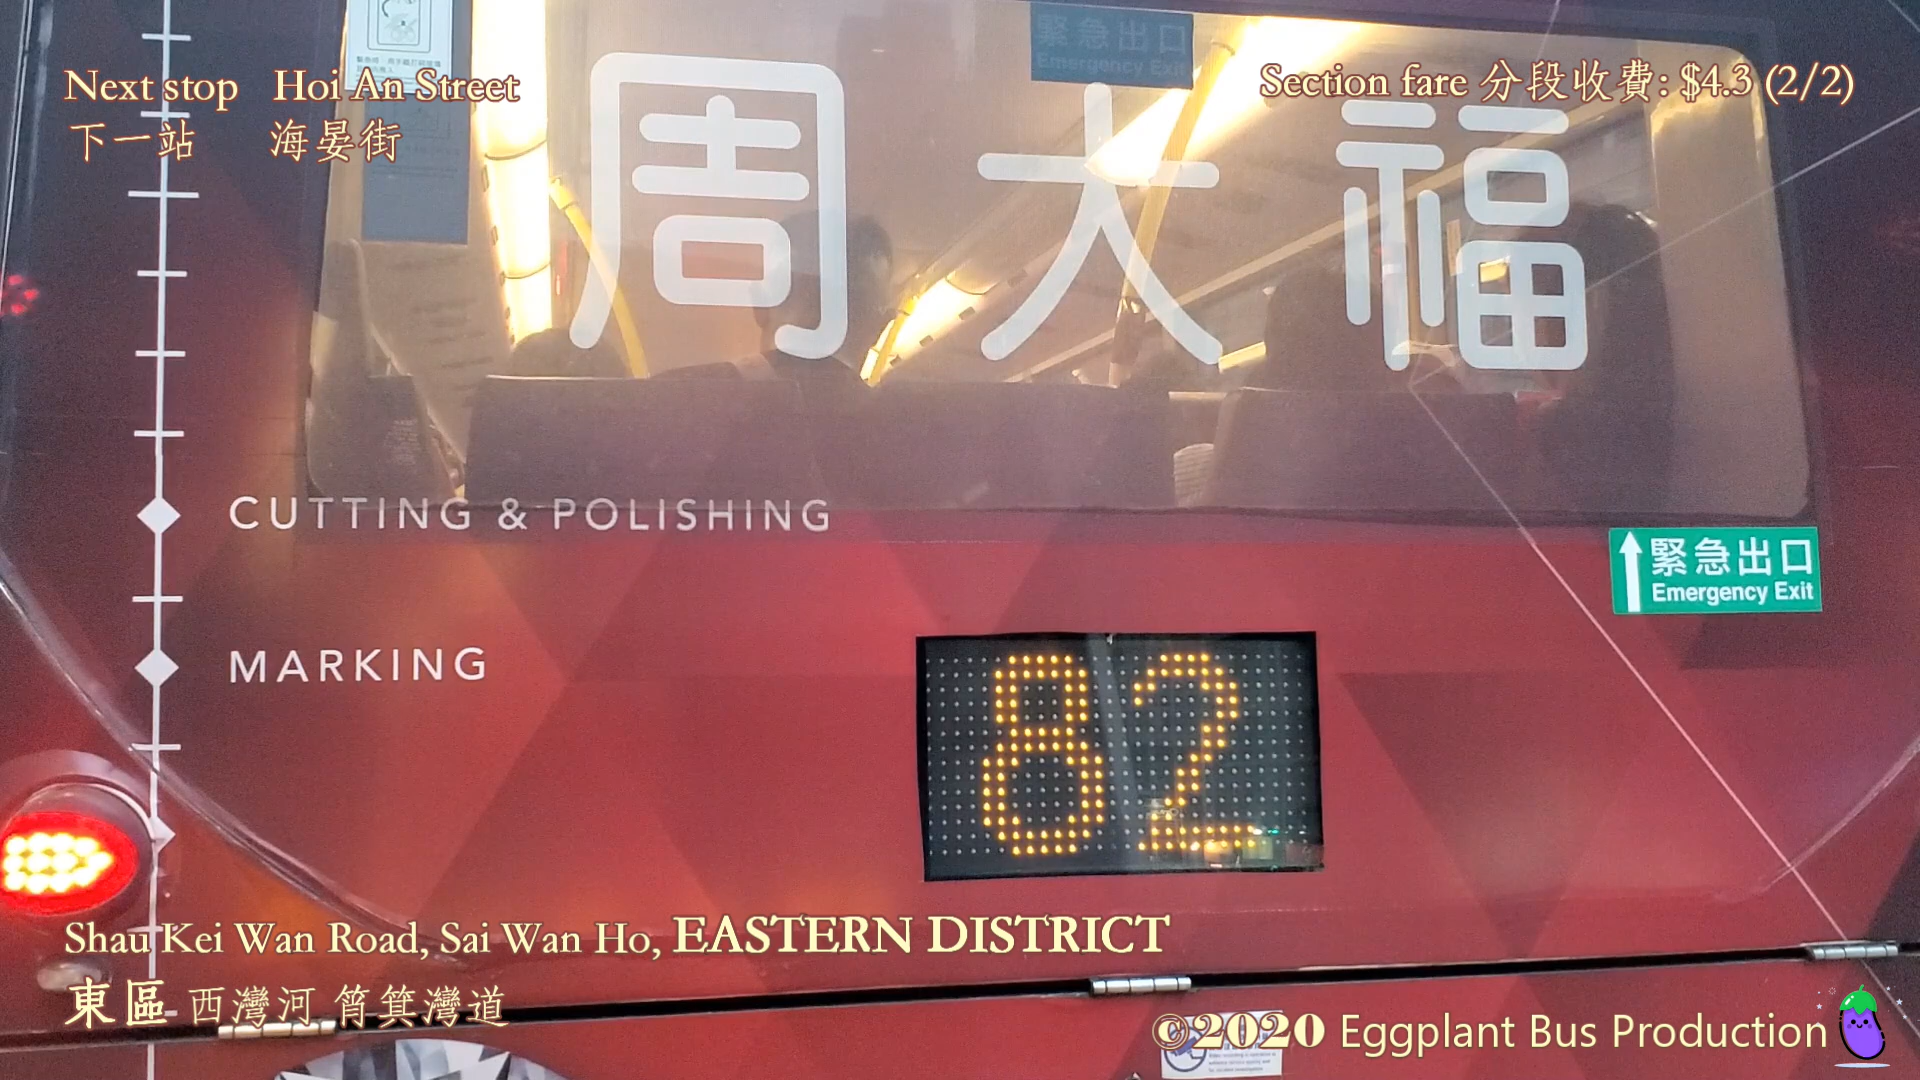 Next stop Hoi An Street
下一站 海晏街
Section fare 分段收費: $4.3 (2/2)
緊急出口
Emergency Exit
周大福
CUTTING & POLISHING
緊急出口
Emergency Exit
MARKING
82
Shau Kei Wan Road, Sai Wan Ho, EASTERN DISTRICT
東區 西灣河 筲箕灣道
©2020 Eggplant Bus Production